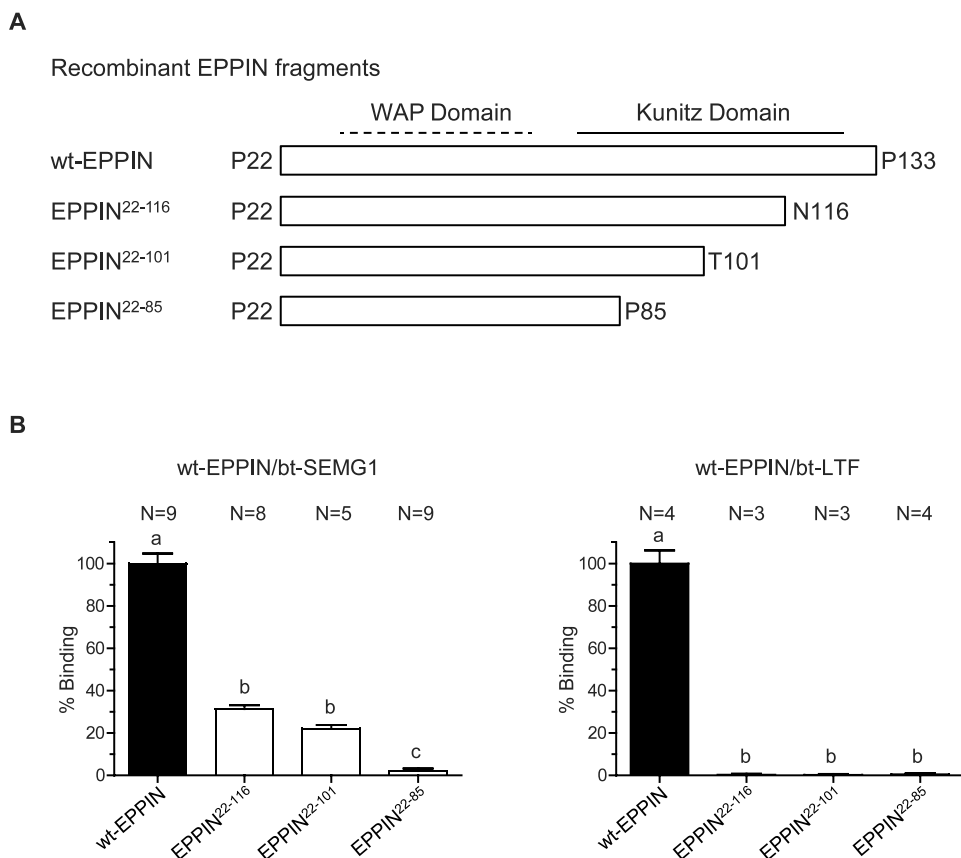 A
Recombinant EPPIN fragments
WAP Domain Kunitz Domain
wt-EPPIN P22 P133
EPPIN22-116 P22 N116
EPPIN22-101 P22 T101
EPPIN22-85 P22 P85
B
wt-EPPIN/bt-SEMG1
N=9 N=8 N=5 N=9
a
b
b
c
% Binding
100
80
60
40
20
0
wt-EPPIN
EPPIN22-116
EPPIN22-101
EPPIN22-85
wt-EPPIN/bt-LTF
N=4 N=3 N=3 N=4
a
b b b
% Binding
100
80
60
40
20
0
wt-EPPIN
EPPIN22-116
EPPIN22-101
EPPIN22-85